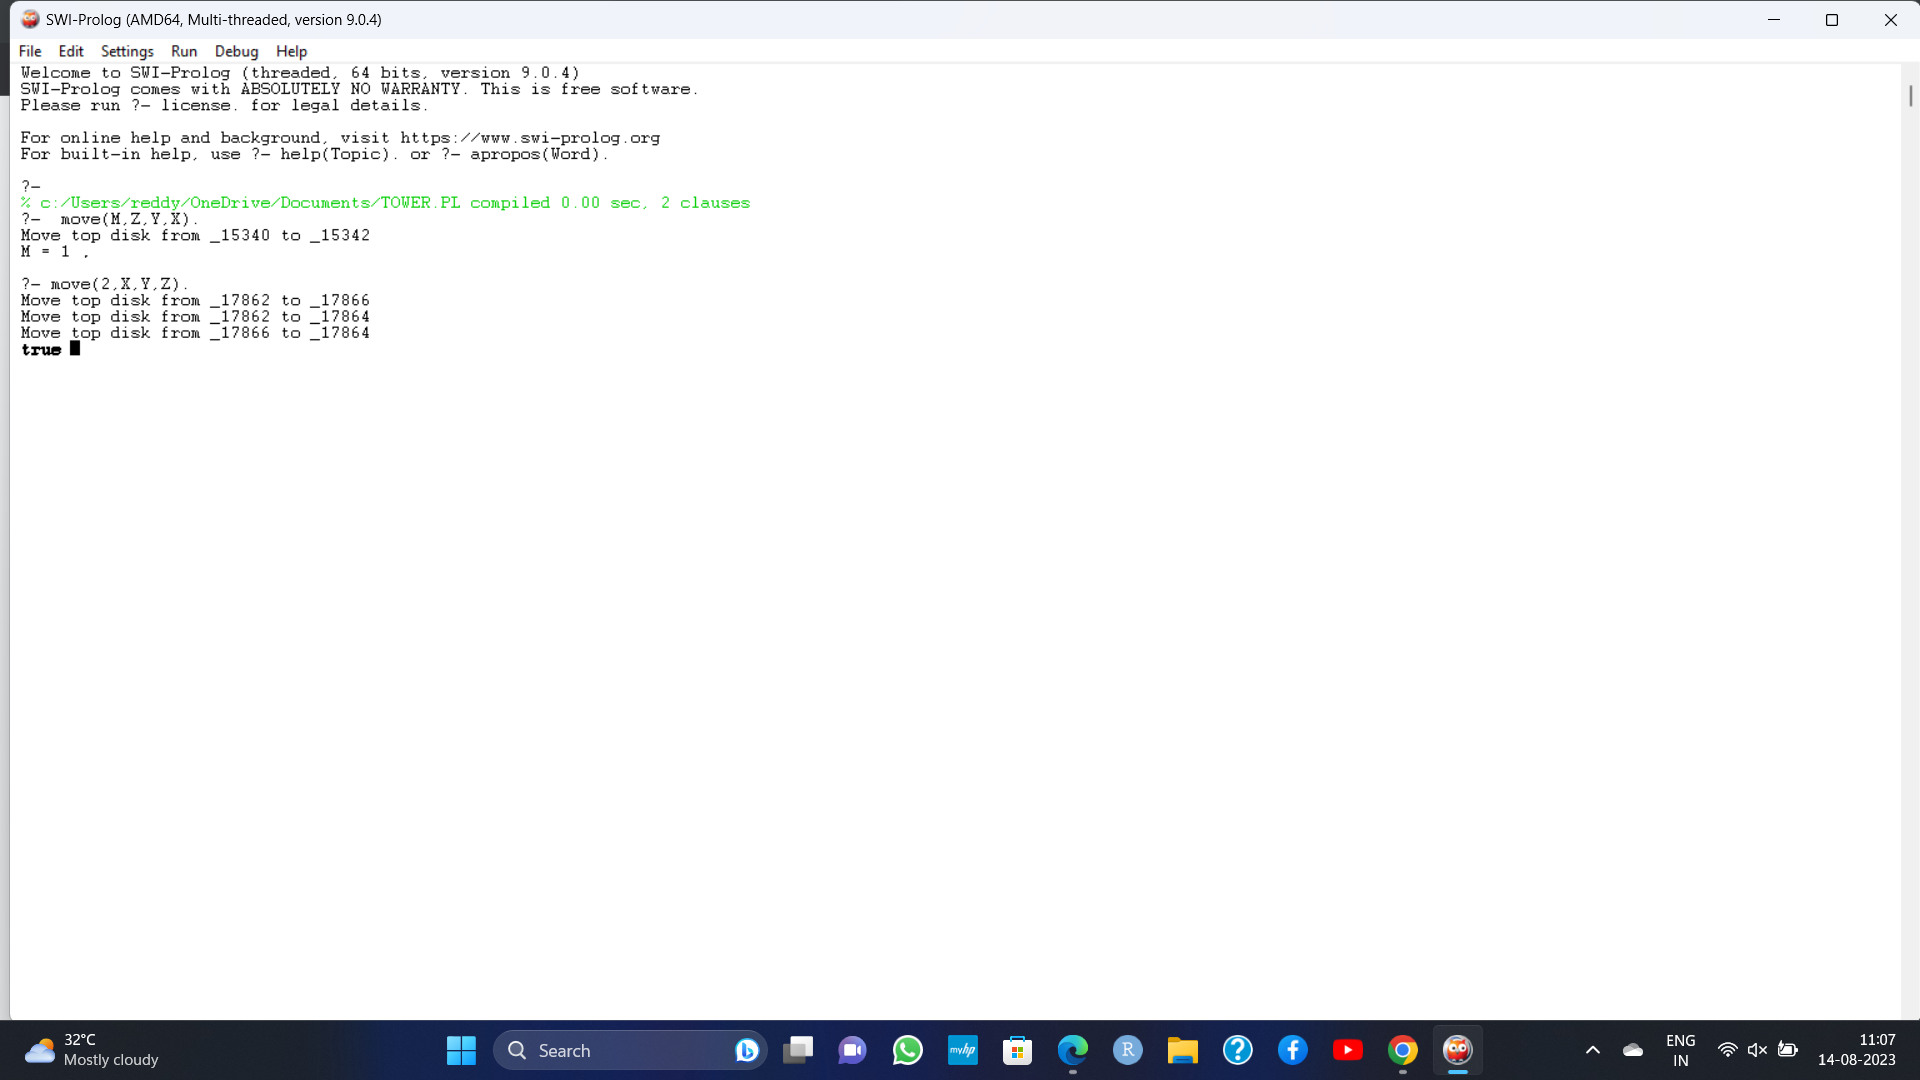 SWI-Prolog (AMD64, Multi-threaded, version 9.0.4)
File Edit Settings Run Debug Help
Welcome to SWI-Prolog (threaded, 64 bits, version 9.0.4)
SWI-Prolog comes with ABSOLUTELY NO WARRANTY. This is free software.
Please run ?- license. for legal details.
For online help and background, visit https://www.swi-prolog.org
For built-in help, use ?- help(Topic). or ?- apropos(Word).
?-
% c:/Users/reddy/OneDrive/Documents/TOWER.PL compiled 0.00 sec, 2 clauses
?-  move(M,Z,Y,X).
Move top disk from _15340 to _15342
M = 1 .
?- move(2,X,Y,Z).
Move top disk from _17862 to _17866
Move top disk from _17862 to _17864
Move top disk from _17866 to _17864
true
32°C
Mostly cloudy
Search
myhp
R
ENG
IN
11:07
14-08-2023